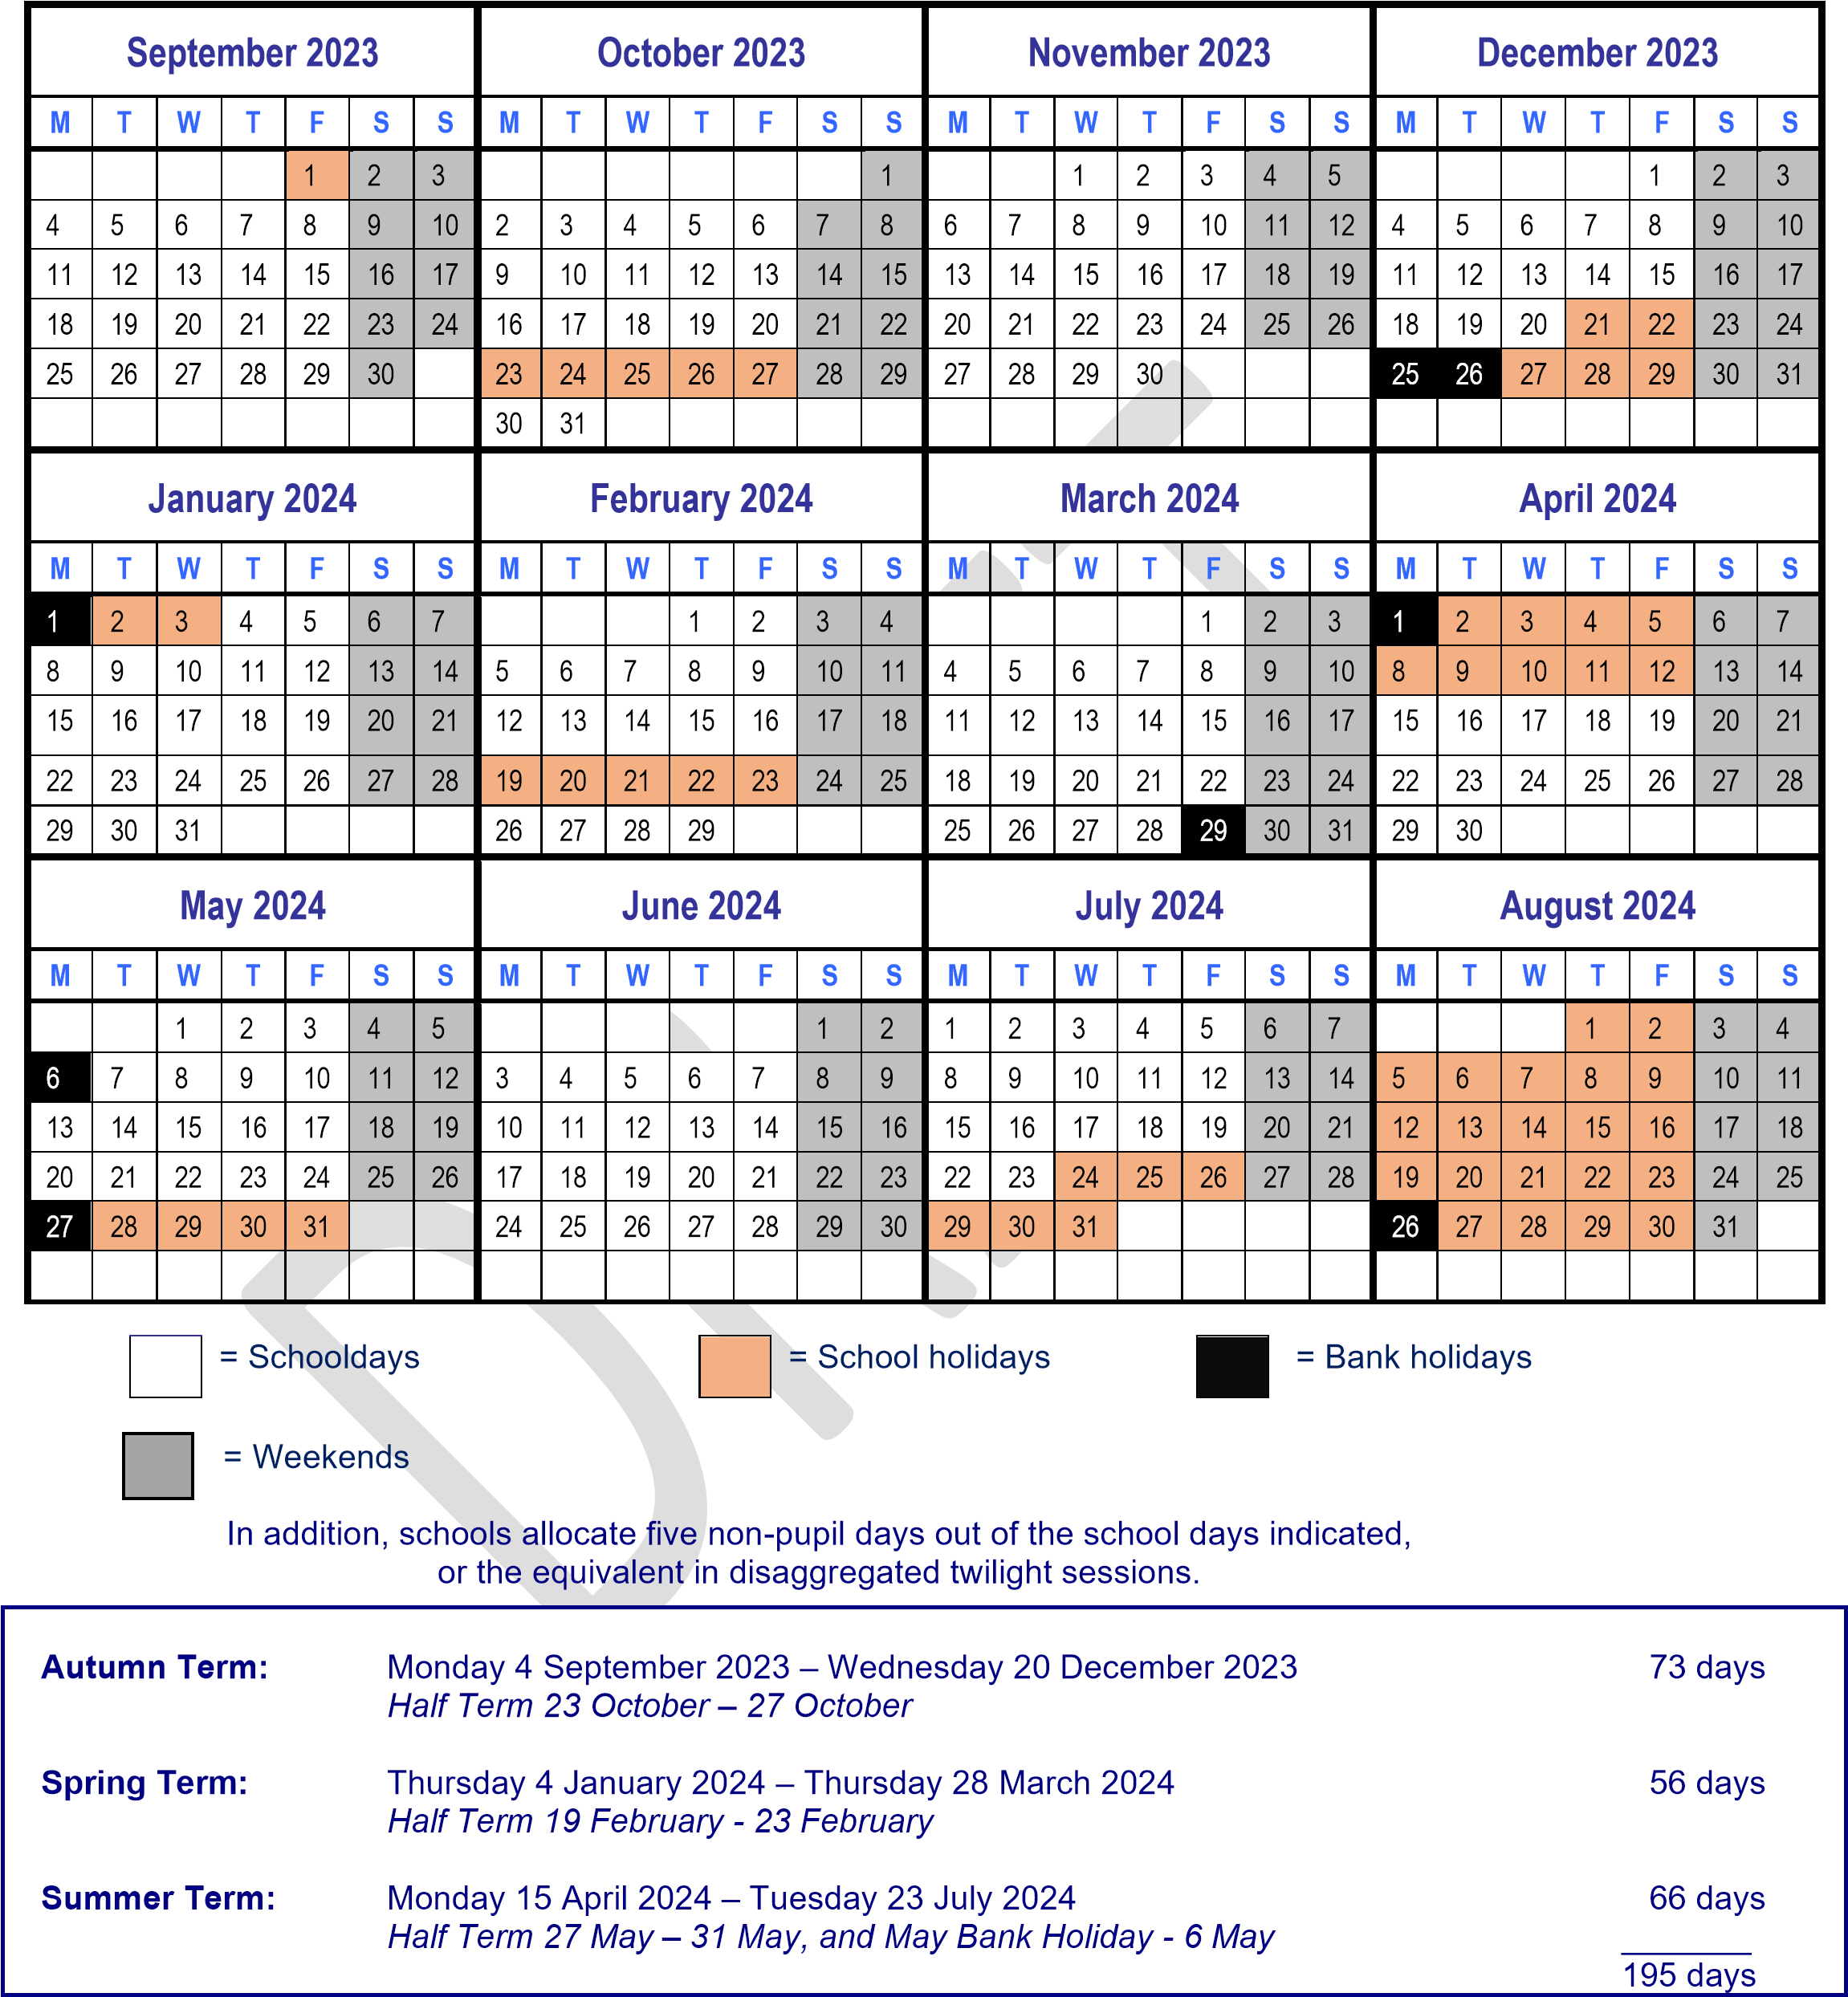 September 2023 October 2023 November 2023 December 2023
M T W T F S S M T W T F S S M T W T F S S M T W T F S S
1 2 3 1 1 2 3 4 5 1 2 3
4 5 6 7 8 9 10 2 3 4 5 6 7 8 6 7 8 9 10 11 12 4 5 6 7 8 9 10
11 12 13 14 15 16 17 9 10 11 12 13 14 15 13 14 15 16 17 18 19 11 12 13 14 15 16 17
18 19 20 21 22 23 24 16 17 18 19 20 21 22 20 21 22 23 24 25 26 18 19 20 21 22 23 24
25 26 27 28 29 30 23 24 25 26 27 28 29 27 28 29 30 25 26 27 28 29 30 31
30 31
January 2024 February 2024 March 2024 April 2024
M T W T F S S M T W T F S S M T W T F S S M T W T F S S
1 2 3 4 5 6 7 1 2 3 4 1 2 3 1 2 3 4 5 6 7
8 9 10 11 12 13 14 5 6 7 8 9 10 11 4 5 6 7 8 9 10 8 9 10 11 12 13 14
15 16 17 18 19 20 21 12 13 14 15 16 17 18 11 12 13 14 15 16 17 15 16 17 18 19 20 21
22 23 24 25 26 27 28 19 20 21 22 23 24 25 18 19 20 21 22 23 24 22 23 24 25 26 27 28
29 30 31 26 27 28 29 25 26 27 28 29 30 31 29 30
May 2024 June 2024 July 2024 August 2024
M T W T F S S M T W T F S S M T W T F S S M T W T F S S
1 2 3 4 5 1 2 1 2 3 4 5 6 7 1 2 3 4
6 7 8 9 10 11 12 3 4 5 6 7 8 9 8 9 10 11 12 13 14 5 6 7 8 9 10 11
13 14 15 16 17 18 19 10 11 12 13 14 15 16 15 16 17 18 19 20 21 12 13 14 15 16 17 18
20 21 22 23 24 25 26 17 18 19 20 21 22 23 22 23 24 25 26 27 28 19 20 21 22 23 24 25
27 28 29 30 31 24 25 26 27 28 29 30 29 30 31 26 27 28 29 30 31
= Schooldays = School holidays = Bank holidays
= Weekends
In addition, schools allocate five non-pupil days out of the school days indicated,
or the equivalent in disaggregated twilight sessions.
Autumn Term: Monday 4 September 2023 – Wednesday 20 December 2023 73 days
Half Term 23 October – 27 October
Spring Term: Thursday 4 January 2024 – Thursday 28 March 2024 56 days
Half Term 19 February - 23 February
Summer Term: Monday 15 April 2024 – Tuesday 23 July 2024 66 days
Half Term 27 May – 31 May, and May Bank Holiday - 6 May
195 days